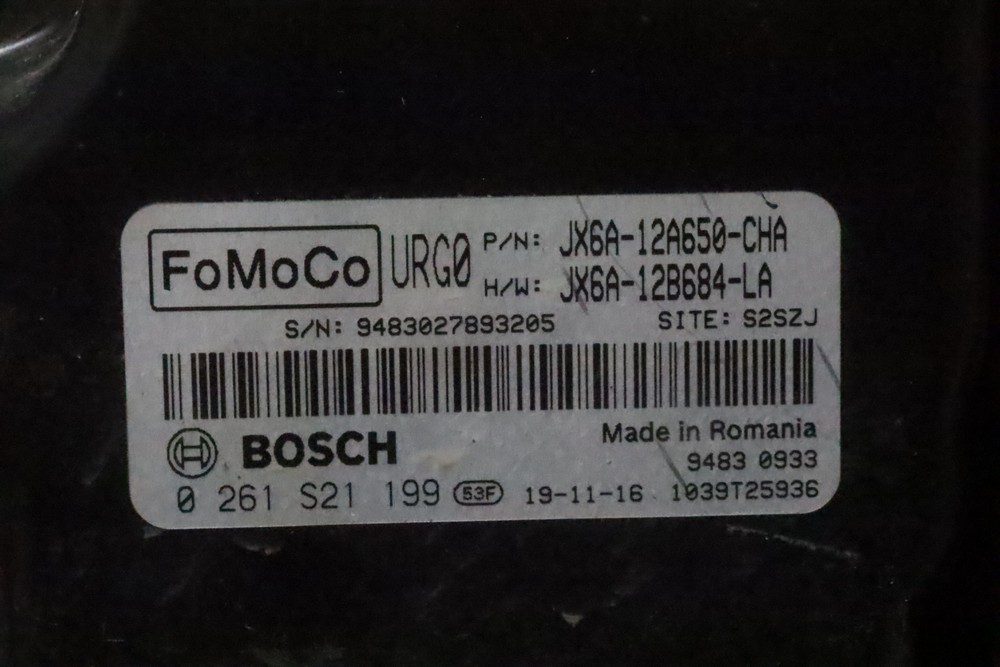 FoMoCo URG0 P/N: JX6A-12A650-CHA
H/W: JX6A-12B684-LA
S/N: 9483027893205 SITE: S2SZJ
BOSCH Made in Romania
9483 0933
0 261 S21 199 53F 19-11-16 1039T25936